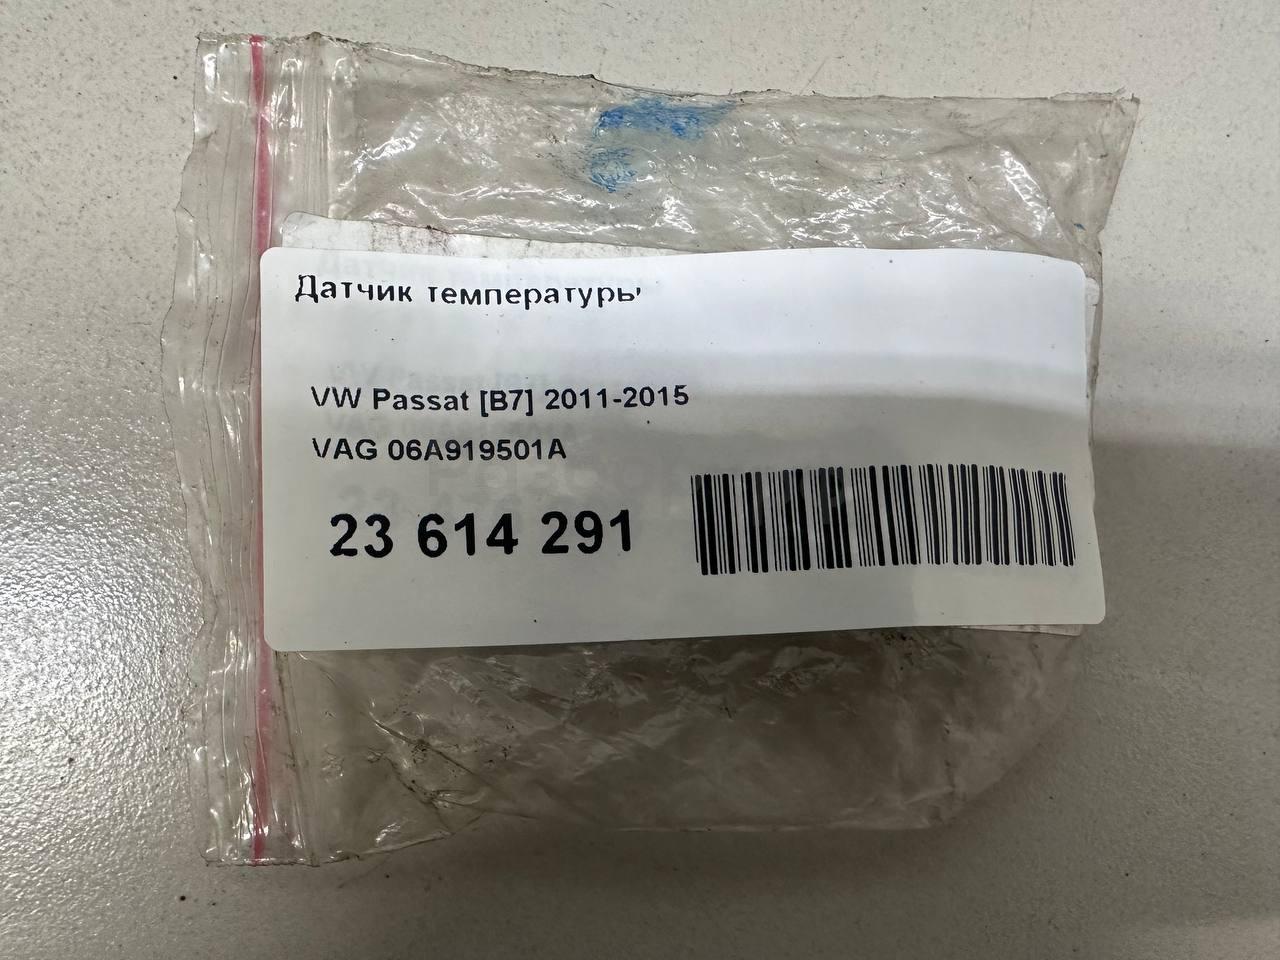 Датчик температуры
VW Passat [B7] 2011-2015
VAG 06A919501A
23 614 291